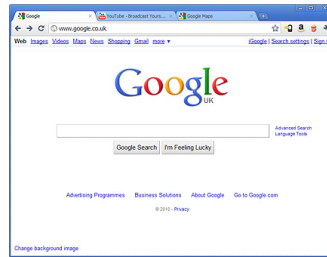 Google
YouTube - Broadcast Yours...
Google Maps
www.google.co.uk
Web Images Videos Maps News Shopping Gmail more ▼
iGoogle | Search settings | Sign
Google
UK
Advanced Search
Language Tools
Google Search
I'm Feeling Lucky
Advertising Programmes
Business Solutions
About Google
Go to Google.com
© 2010 - Privacy
Change background image